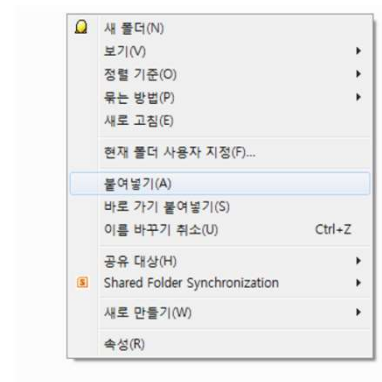 새 폴더(N)
보기(V)
정렬 기준(O)
묶는 방법(P)
새로 고침(E)
현재 폴더 사용자 지정(F)...
붙여넣기(A)
바로 가기 붙여넣기(S)
이름 바꾸기 취소(U) Ctrl+Z
공유 대상(H)
S Shared Folder Synchronization
새로 만들기(W)
속성(R)